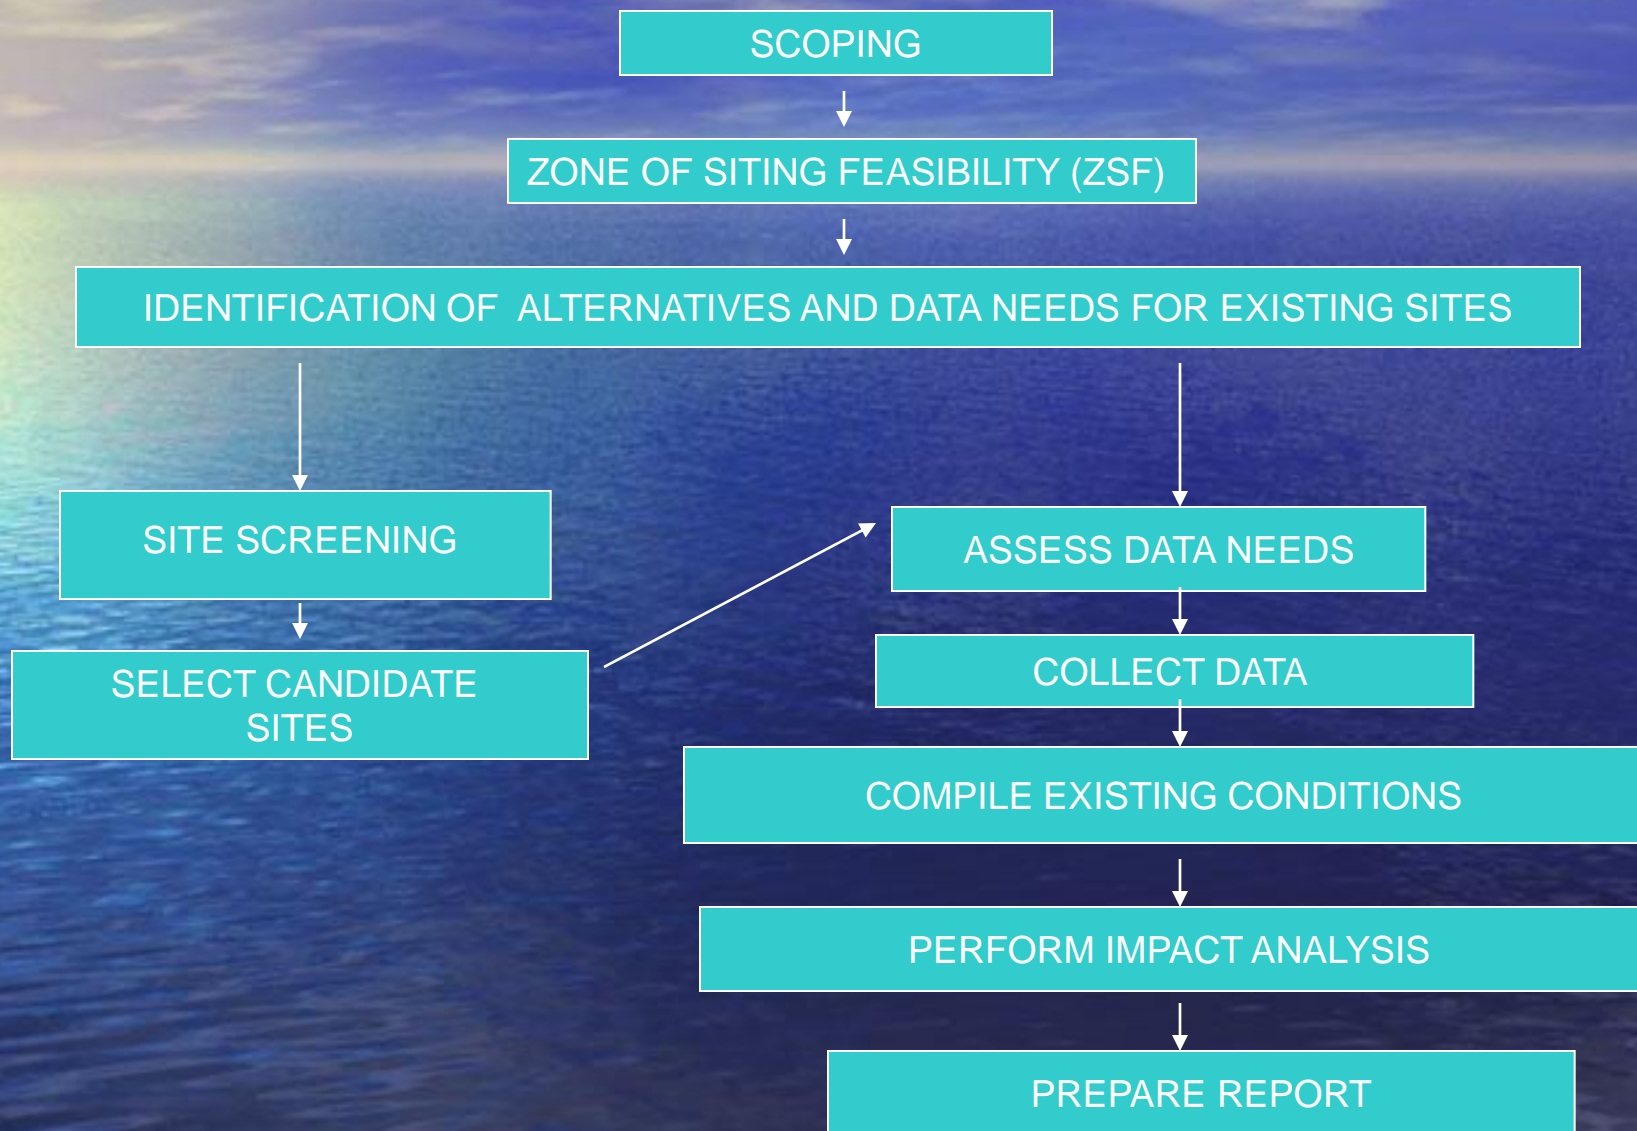 SCOPING
ZONE OF SITING FEASIBILITY (ZSF)
IDENTIFICATION OF  ALTERNATIVES AND DATA NEEDS FOR EXISTING SITES
SITE SCREENING
SELECT CANDIDATE
SITES
ASSESS DATA NEEDS
COLLECT DATA
COMPILE EXISTING CONDITIONS
PERFORM IMPACT ANALYSIS
PREPARE REPORT